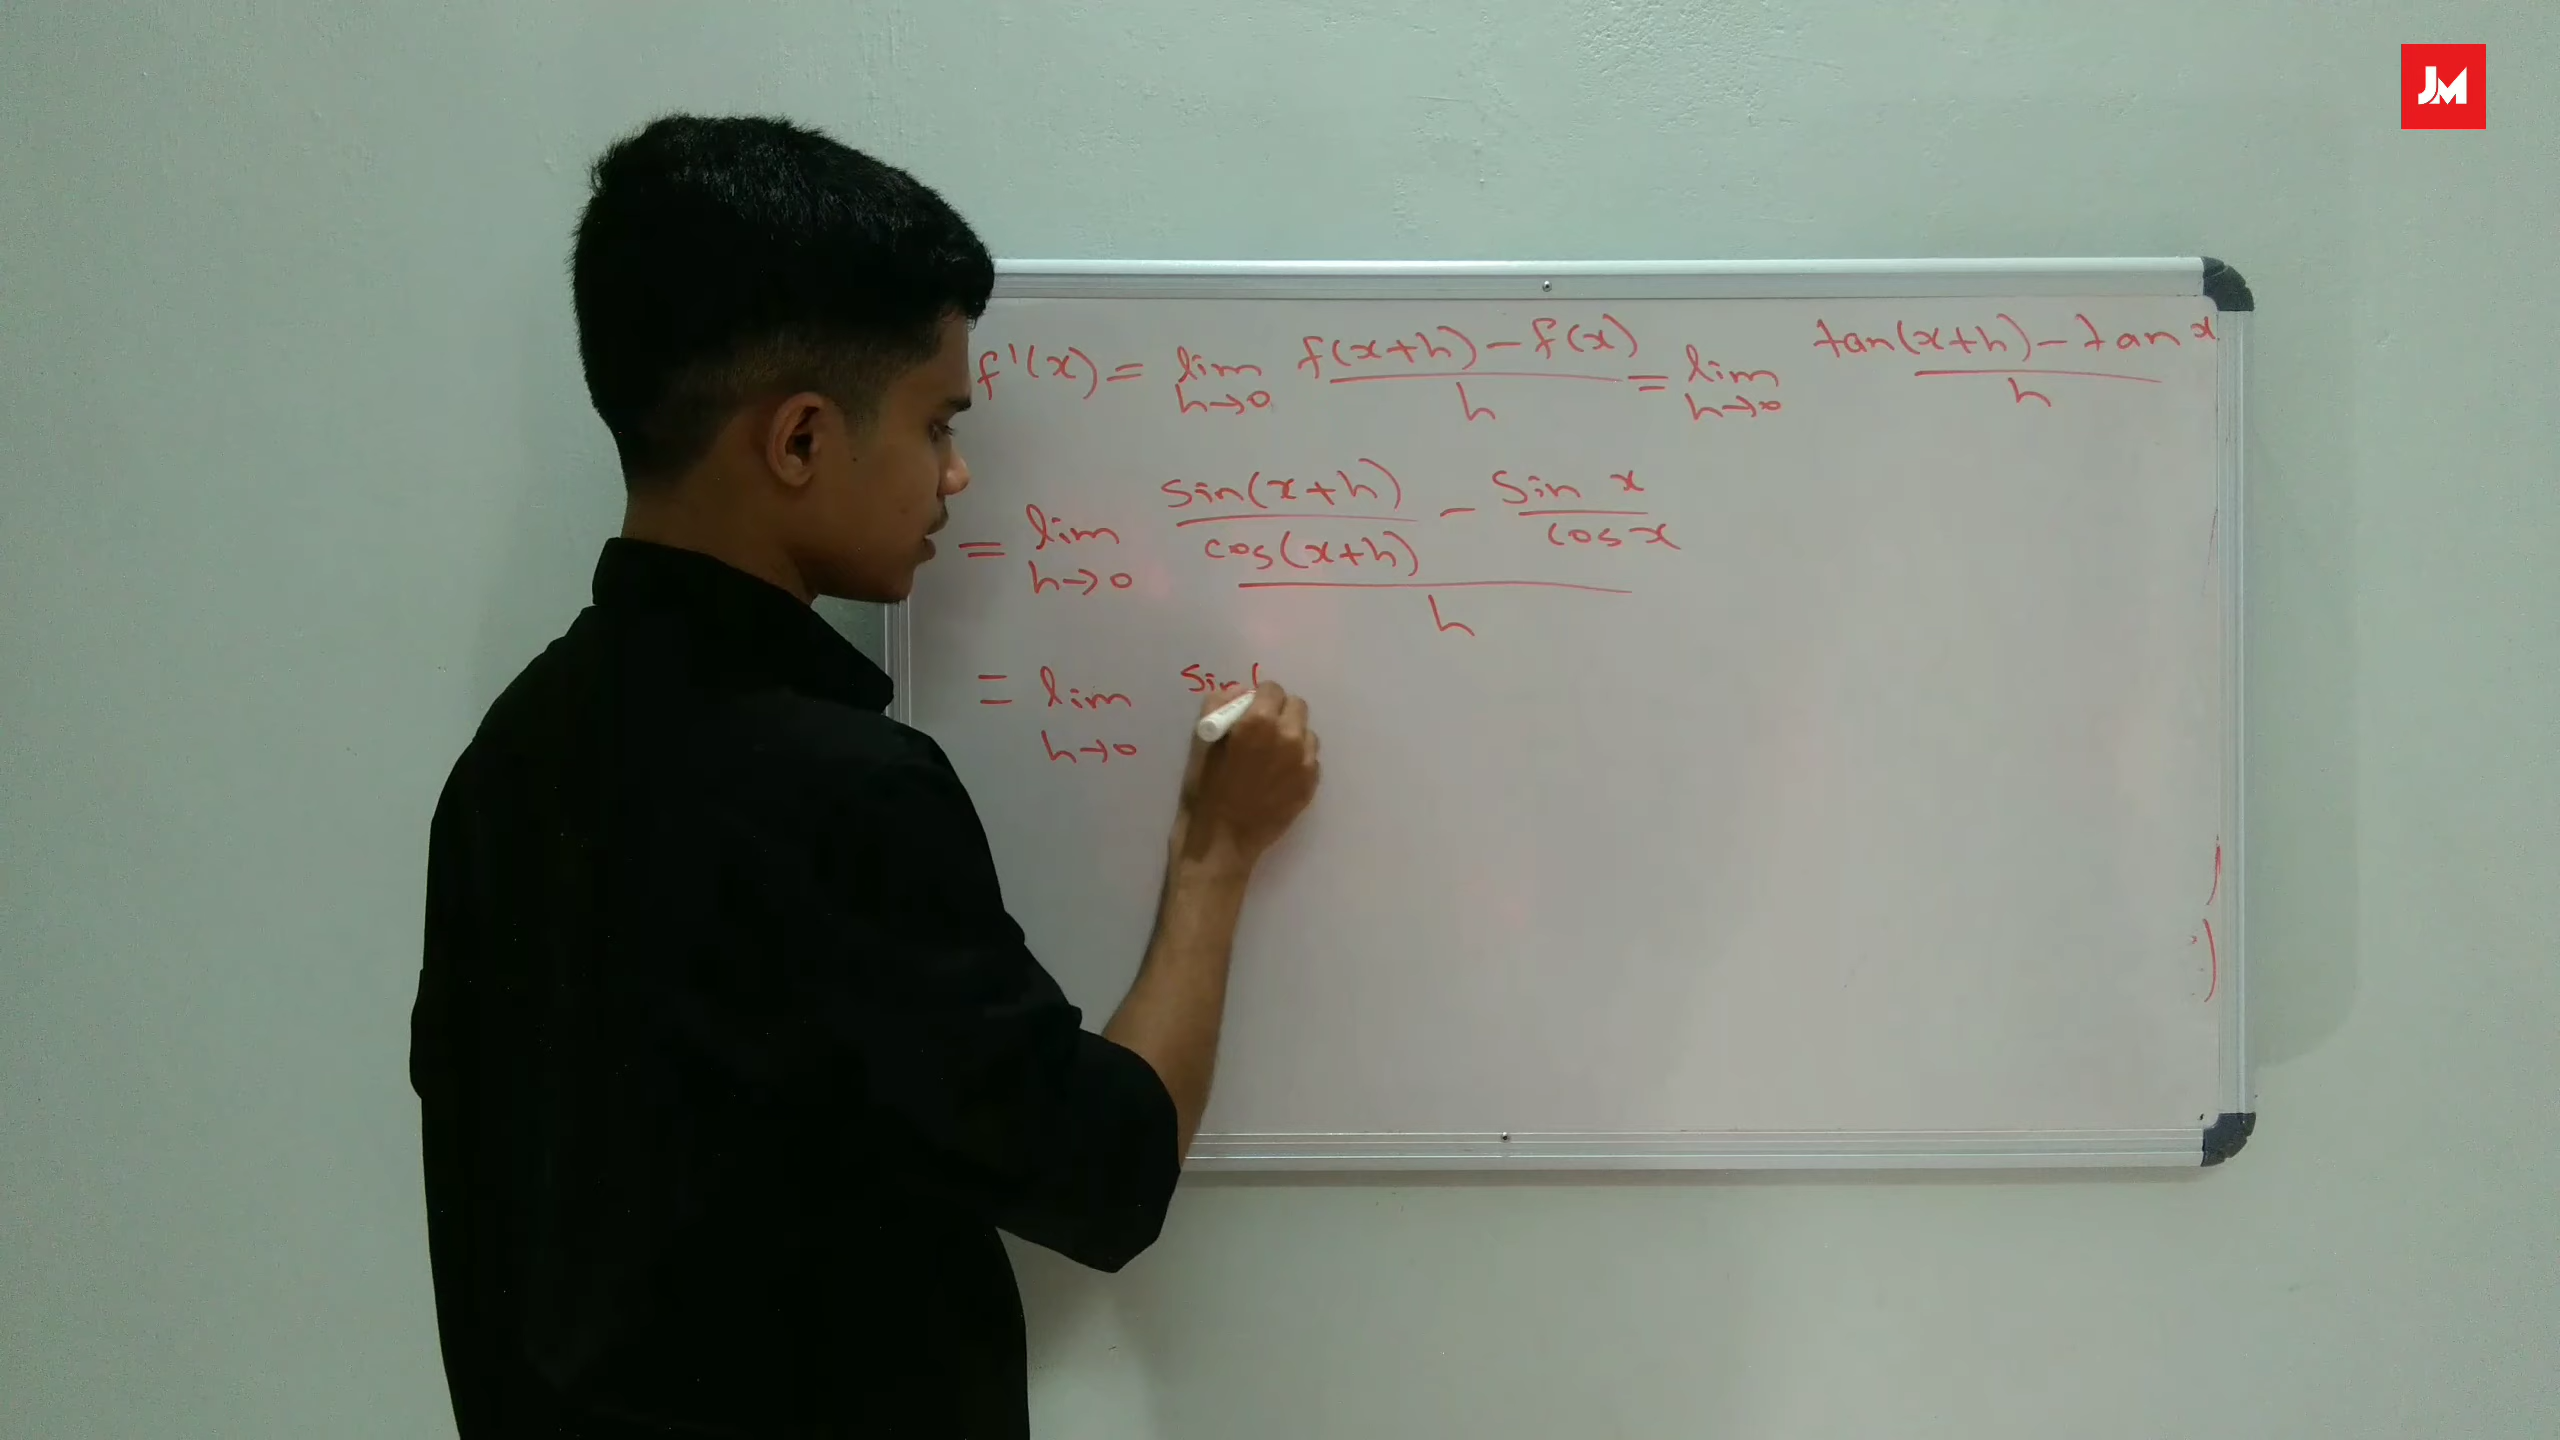 JM
f'(x) = lim h→0 f(x+h) - f(x) / h = lim h→0 tan(x+h) - tan x / h
= lim h→0 sin(x+h) / cos(x+h) - sin x / cos x / h
= lim h→0 sin(